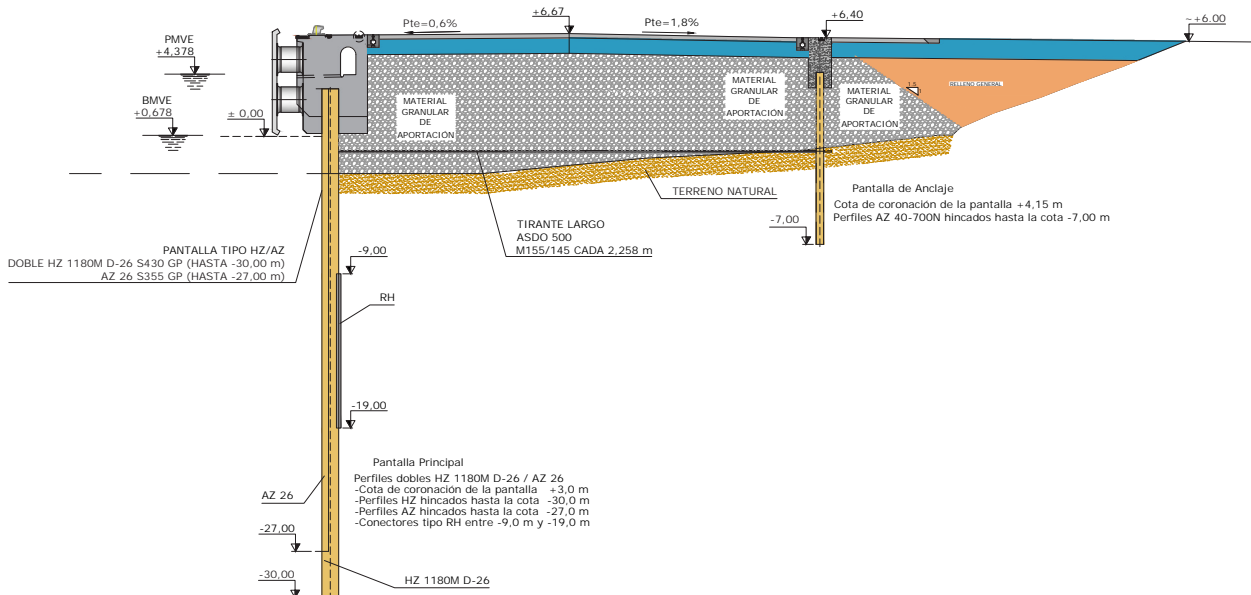 PMVE
+4,378
BMVE
+0,678
± 0,00
Pte=0,6%
+6,67
Pte=1,8%
+6,40
~+6.00
MATERIAL
GRANULAR
DE
APORTACIÓN
MATERIAL
GRANULAR
DE
APORTACIÓN
MATERIAL
GRANULAR
DE
APORTACIÓN
1.5
RELLENO GENERAL
TERRENO NATURAL
Pantalla de Anclaje
Cota de coronación de la pantalla +4,15 m
Perfiles AZ 40-700N hincados hasta la cota -7,00 m
-7,00
TIRANTE LARGO
ASDO 500
M155/145 CADA 2,258 m
PANTALLA TIPO HZ/AZ
DOBLE HZ 1180M D-26 S430 GP (HASTA -30,00 m)
AZ 26 S355 GP (HASTA -27,00 m)
-9,00
RH
-19,00
Pantalla Principal
Perfiles dobles HZ 1180M D-26 / AZ 26
-Cota de coronación de la pantalla +3,0 m
-Perfiles HZ hincados hasta la cota -30,0 m
-Perfiles AZ hincados hasta la cota -27,0 m
-Conectores tipo RH entre -9,0 m y -19,0 m
AZ 26
-27,00
-30,00
HZ 1180M D-26